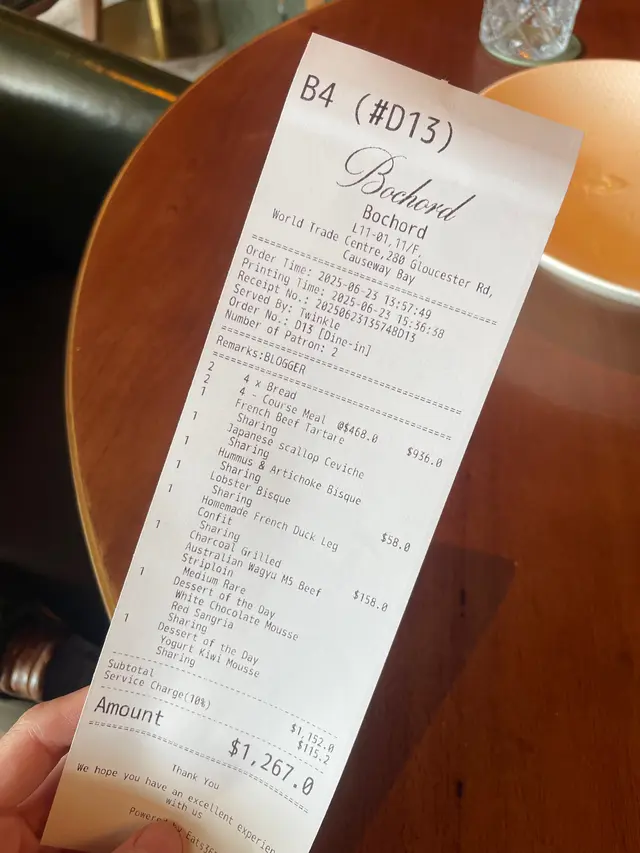 B4 (#D13)
Bochord
Bochord
L11-01,11/F,
World Trade Centre,280 Gloucester Rd,
Causeway Bay
Order Time: 2025-06-23 13:57:49
Printing Time: 2025-06-23 15:36:38
Receipt No.: 20250623135748D13
Served By: Twinkle
Order No.: D13 [Dine-in]
Number of Patron: 2
Remarks:BLOGGER
2 4 x Bread
2 4 - Course Meal @$468.0 $936.0
1 French Beef Tartare
Sharing
1 Japanese scallop Ceviche
Sharing
1 Hummus & Artichoke Bisque
Sharing
1 Lobster Bisque $58.0
Sharing
1 Homemade French Duck Leg
Confit
Sharing
1 Charcoal Grilled
Australian Wagyu M5 Beef $158.0
Striploin
Medium Rare
1 Dessert of the Day
White Chocolate Mousse
Red Sangria
Sharing
1 Dessert of the Day
Yogurt Kiwi Mousse
Sharing
Subtotal $1,152.0
Service Charge(10%) $115.2
Amount $1,267.0
Thank You
We hope you have an excellent experien
with us
Powered by